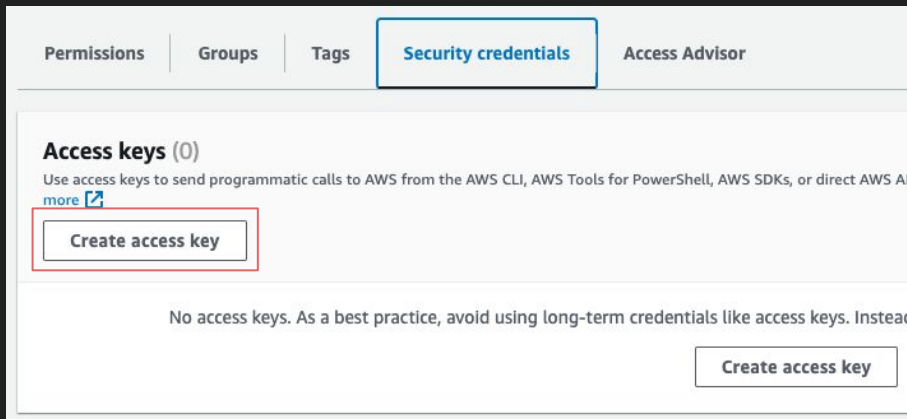 Permissions Groups Tags Security credentials Access Advisor
Access keys (0)
Use access keys to send programmatic calls to AWS from the AWS CLI, AWS Tools for PowerShell, AWS SDKs, or direct AWS
more
Create access key
No access keys. As a best practice, avoid using long-term credentials like access keys.
Create access key